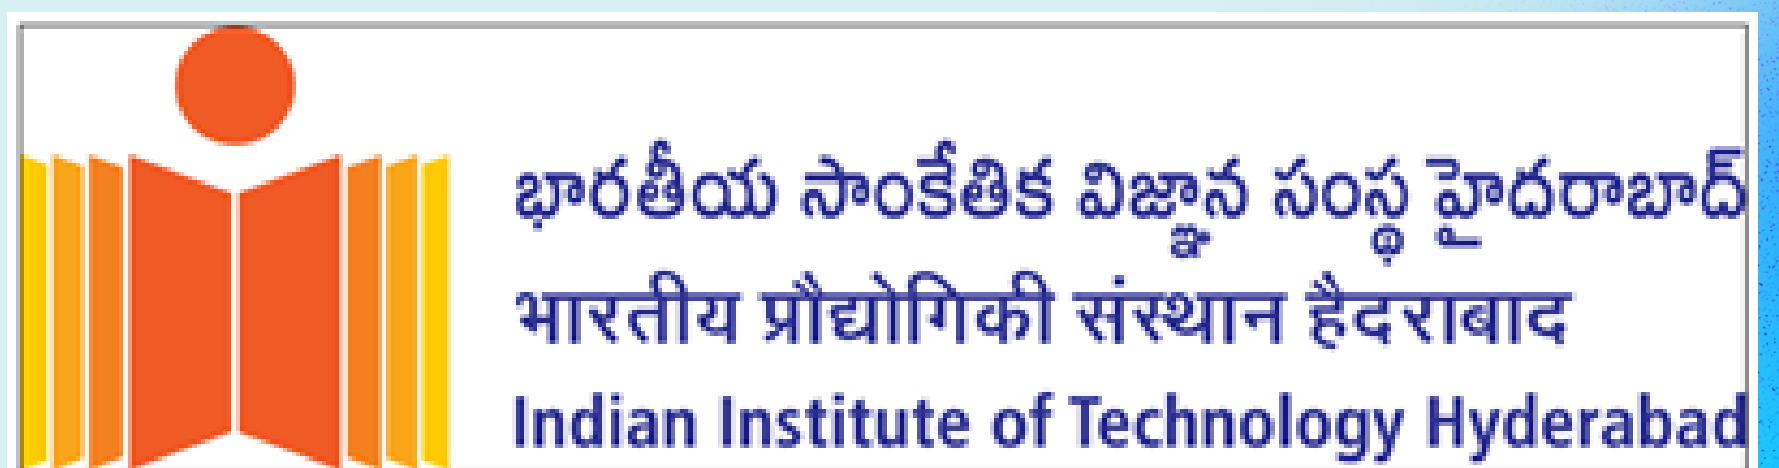 భారతీయ సాంకేతిక విజ్ఞాన సంస్థ హైదరాబాద్
भारतीय प्रौद्योगिकी संस्थान हैदराबाद
Indian Institute of Technology Hyderabad